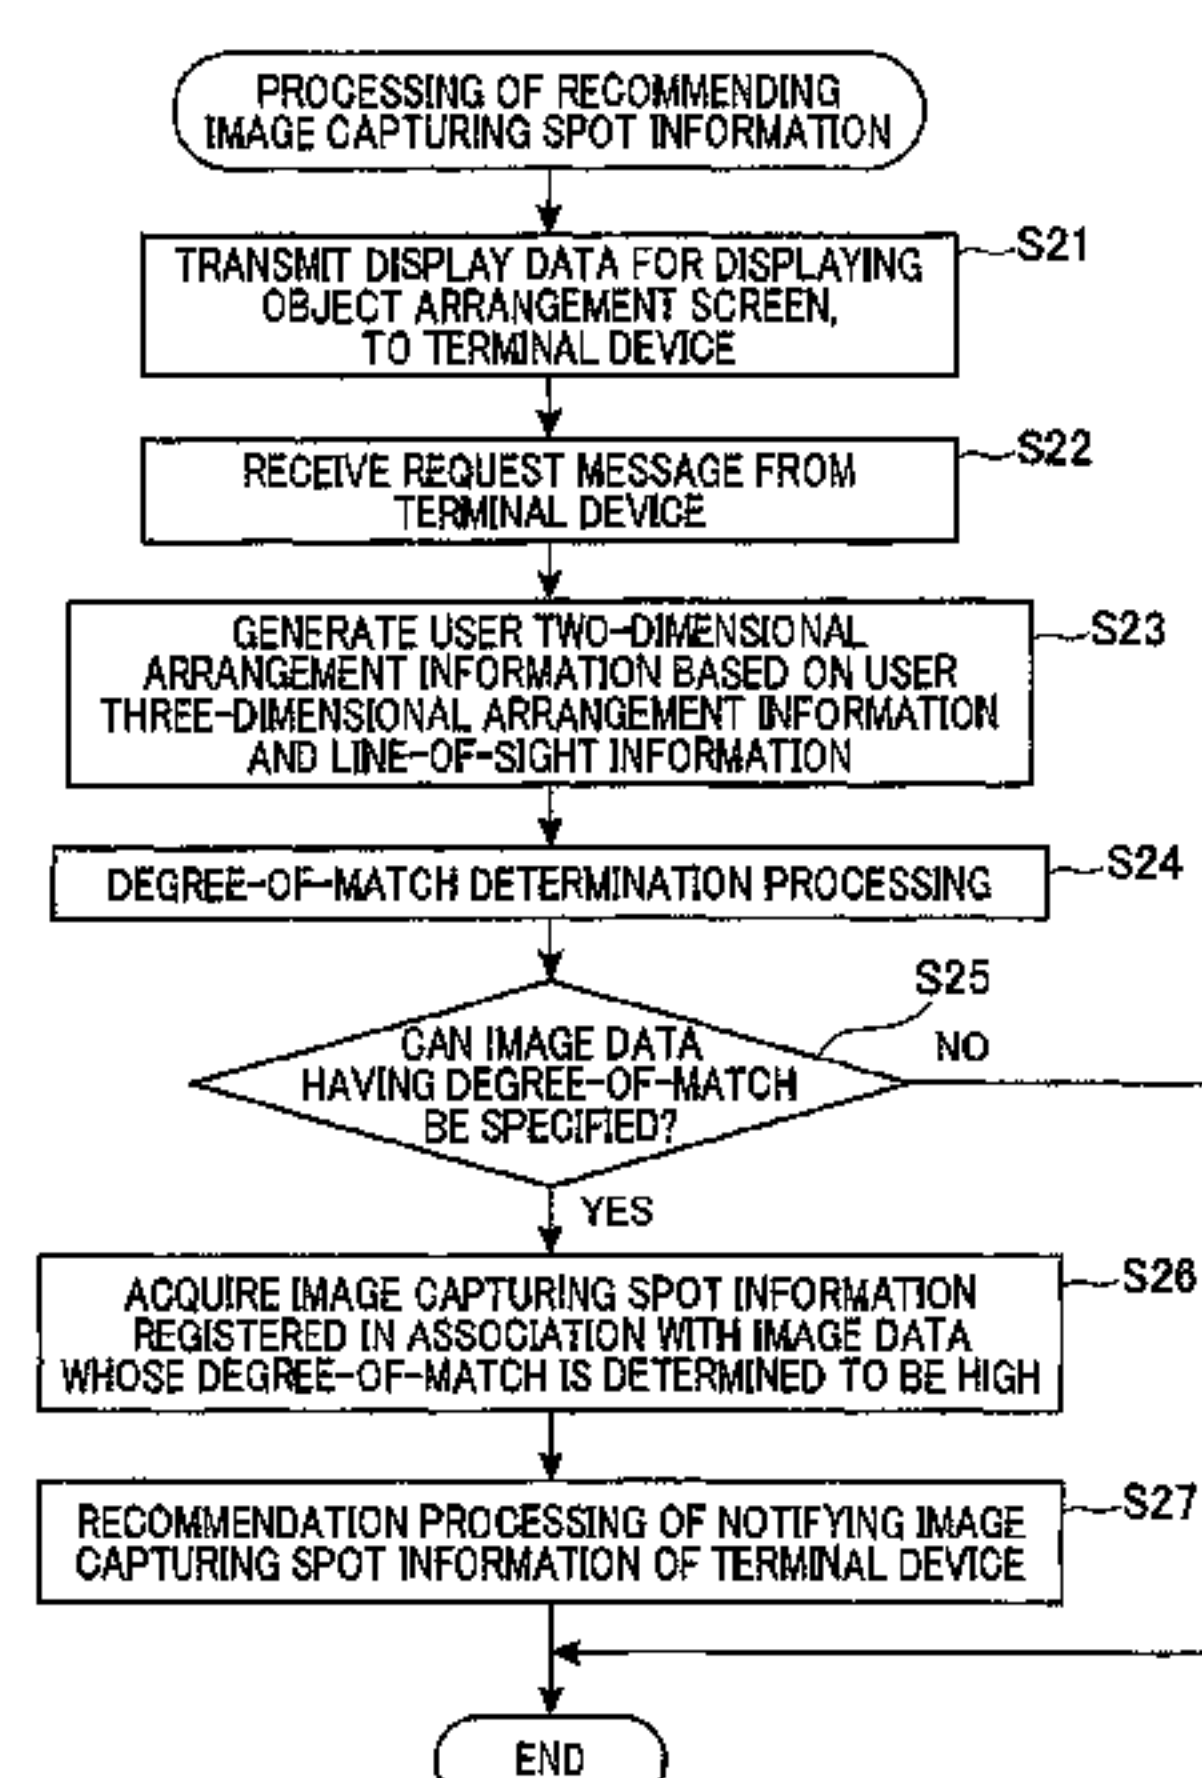 PROCESSING OF RECOMMENDING
IMAGE CAPTURING SPOT INFORMATION
S21
TRANSMIT DISPLAY DATA FOR DISPLAYING
OBJECT ARRANGEMENT SCREEN,
TO TERMINAL DEVICE
S22
RECEIVE REQUEST MESSAGE FROM
TERMINAL DEVICE
S23
GENERATE USER TWO-DIMENSIONAL
ARRANGEMENT INFORMATION BASED ON USER
THREE-DIMENSIONAL ARRANGEMENT INFORMATION
AND LINE-OF-SIGHT INFORMATION
S24
DEGREE-OF-MATCH DETERMINATION PROCESSING
S25
CAN IMAGE DATA
HAVING DEGREE-OF-MATCH
BE SPECIFIED?
NO
YES
S26
ACQUIRE IMAGE CAPTURING SPOT INFORMATION
REGISTERED IN ASSOCIATION WITH IMAGE DATA
WHOSE DEGREE-OF-MATCH IS DETERMINED TO BE HIGH
S27
RECOMMENDATION PROCESSING OF NOTIFYING IMAGE
CAPTURING SPOT INFORMATION OF TERMINAL DEVICE
END